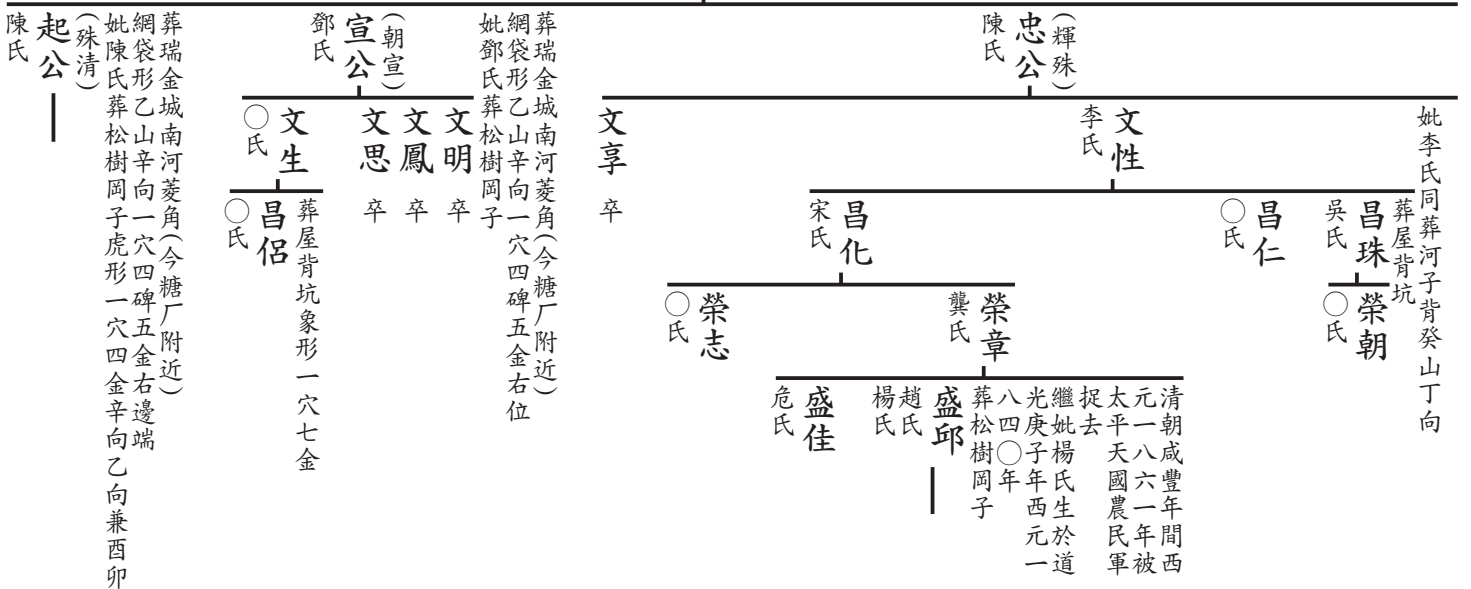 (輝殊)
忠公
陳氏
妣李氏同葬河子背癸山丁向
文性
李氏
葬屋背坑
昌珠
吳氏
榮朝
○氏
昌仁
○氏
昌化
宋氏
榮章
龔氏
清朝咸豐年間西
元一八六一年被
太平天國農民軍
捉去
繼妣楊氏生於道
光庚子年西元一
八四○年
葬松樹岡子
盛邱
趙氏
楊氏
盛佳
危氏
榮志
○氏
文享 卒
葬瑞金城南河菱角(今糖厂附近)
網袋形乙山辛向一穴四碑五金右位
妣鄧氏葬松樹岡子
(朝宣)
宣公
鄧氏
文明 卒
文鳳 卒
文思 卒
文生
○氏
葬屋背坑象形一穴七金
昌侶
○氏
葬瑞金城南河菱角(今糖厂附近)
網袋形乙山辛向一穴四碑五金右邊端
妣陳氏葬松樹岡子虎形一穴四金辛向乙向兼酉卯
(殊清)
起公
陳氏